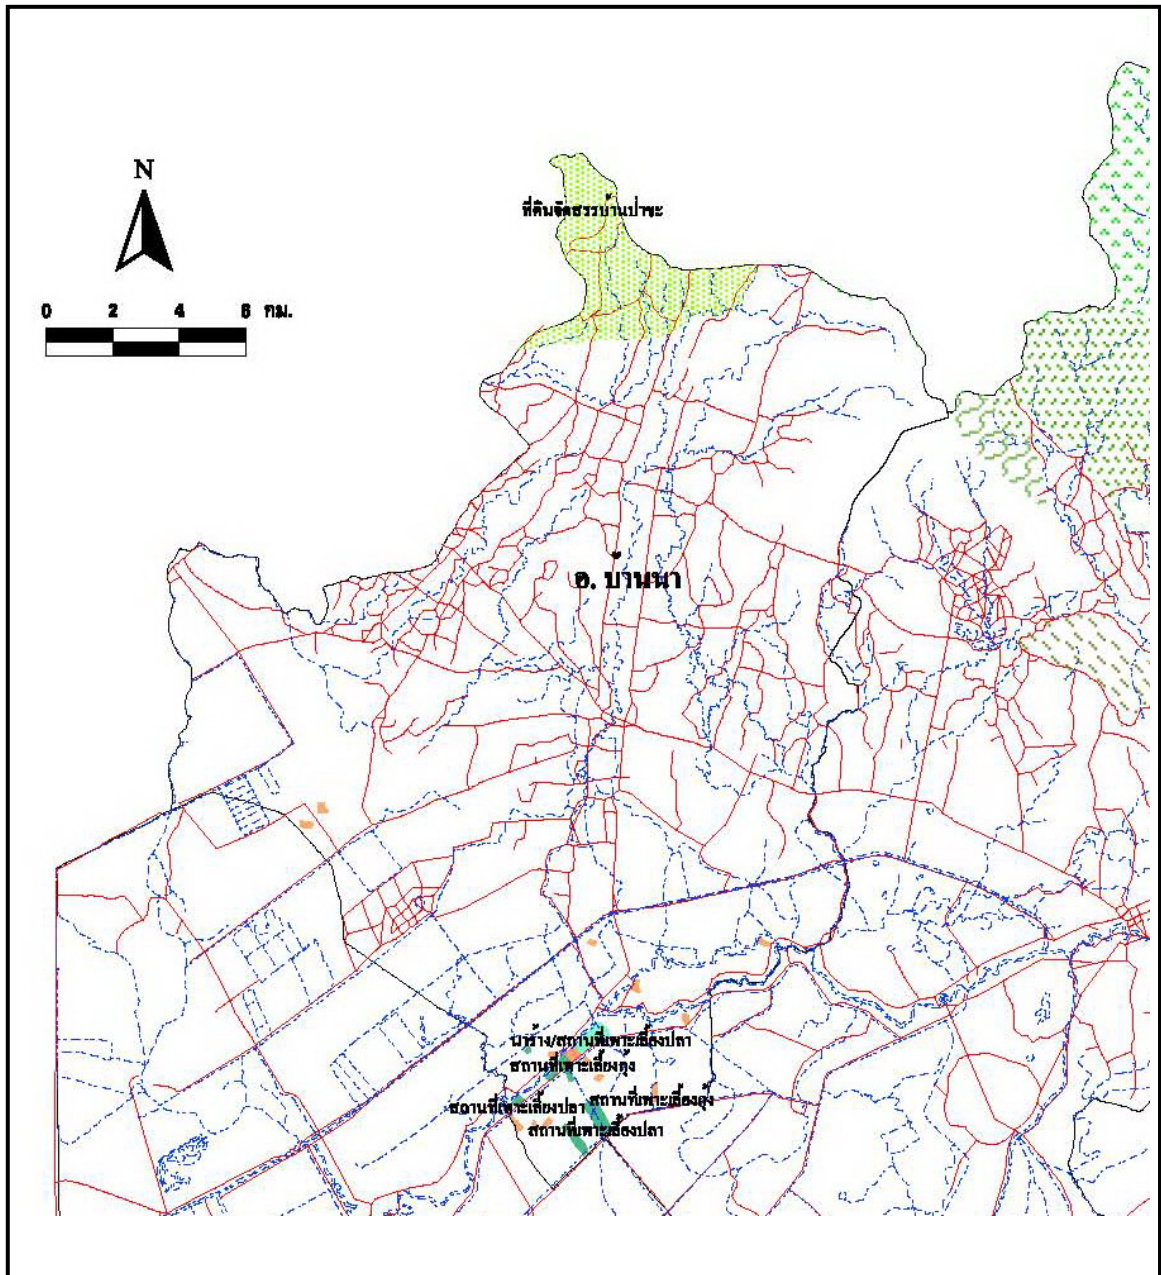 ที่ดินจัดสรรบ้านป่าขะ
N
0 2 4 6 กม.
อ. บ้านนา
นาร้าง/สถานที่เพาะเลี้ยงปลา
สถานที่เพาะเลี้ยงกุ้ง
สถานที่เพาะเลี้ยงปลา
สถานที่เพาะเลี้ยงกุ้ง
สถานที่เพาะเลี้ยงปลา